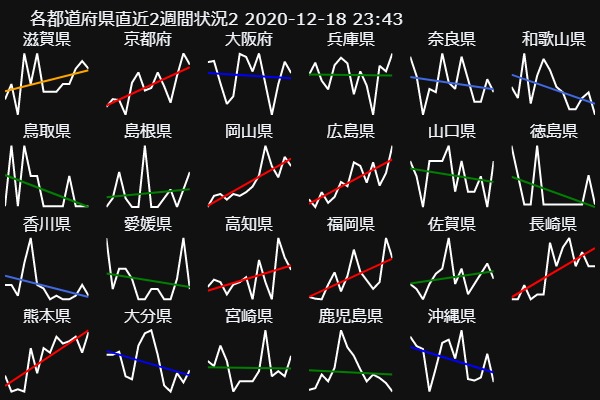 各都道府県直近2週間状況2 2020-12-18 23:43
滋賀県 京都府 大阪府 兵庫県 奈良県 和歌山県
鳥取県 島根県 岡山県 広島県 山口県 徳島県
香川県 愛媛県 高知県 福岡県 佐賀県 長崎県
熊本県 大分県 宮崎県 鹿児島県 沖縄県